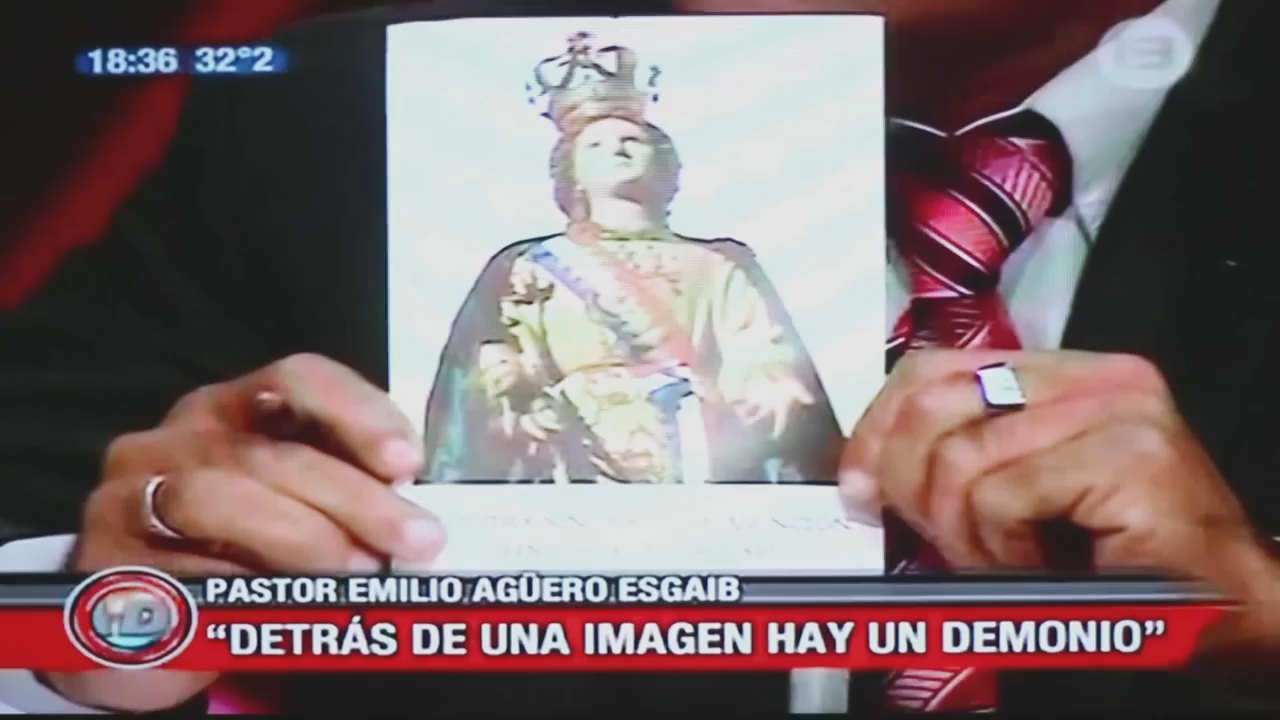 18:36 32°2
PASTOR EMILIO AGÜERO ESGAIB
“DETRÁS DE UNA IMAGEN HAY UN DEMONIO”